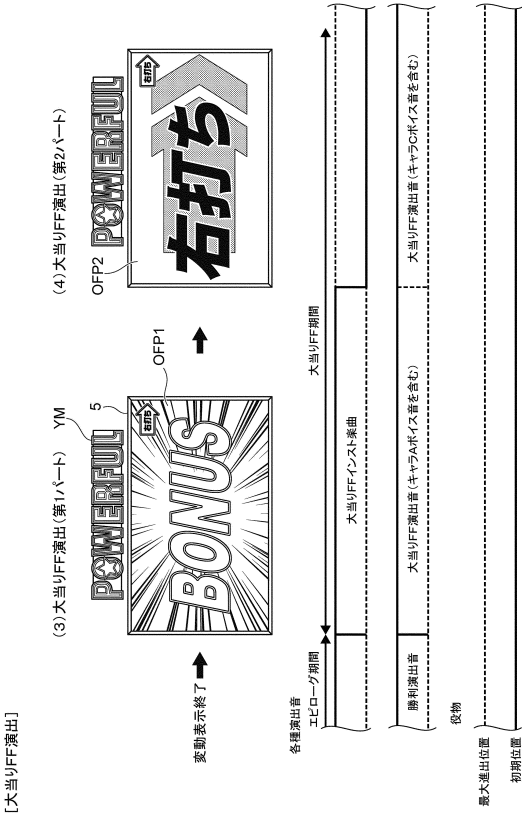 [大当りFF演出]
(3)大当りFF演出(第1パート)
(4)大当りFF演出(第2パート)
YM
5
OFP1
OFP2
POWERFUL
POWERFUL
変動表示終了
BONUS
右打ち
右打ち
右打ち
各種演出音
エピローグ期間
大当りFF期間
大当りFFインスト楽曲
勝利演出音
大当りFF演出音(キャラAボイス音を含む)
大当りFF演出音(キャラCボイス音を含む)
役物
最大進出位置
初期位置